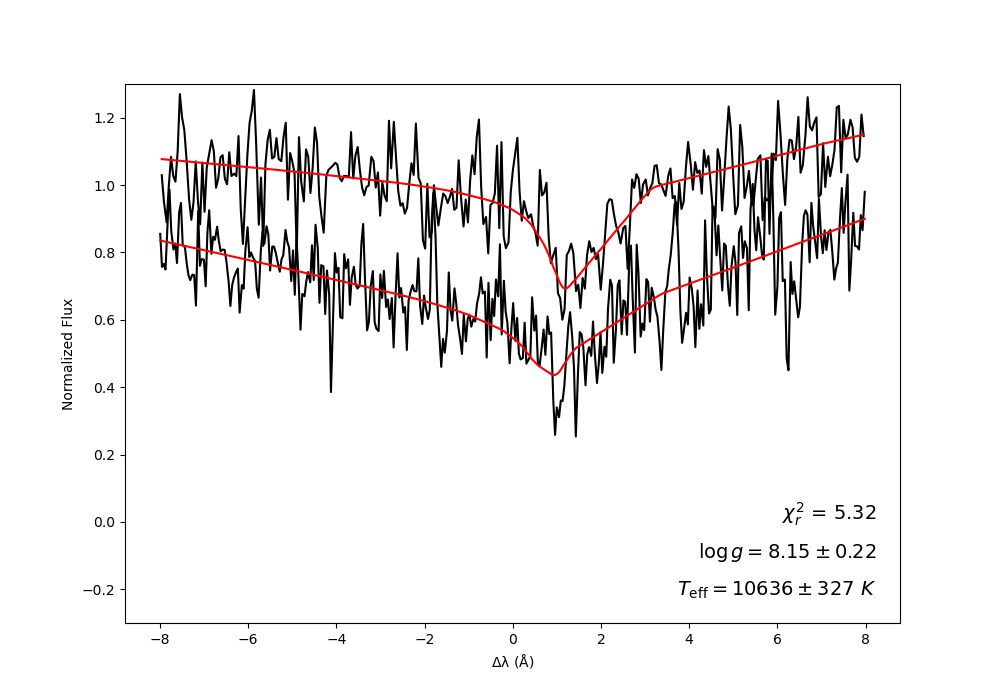 1.2
1.0
0.8
0.6
0.4
0.2
0.0
−0.2
Normalized Flux
χ²ᵣ = 5.32
log g = 8.15 ± 0.22
T_eff = 10636 ± 327 K
−8 −6 −4 −2 0 2 4 6 8
Δλ (Å)